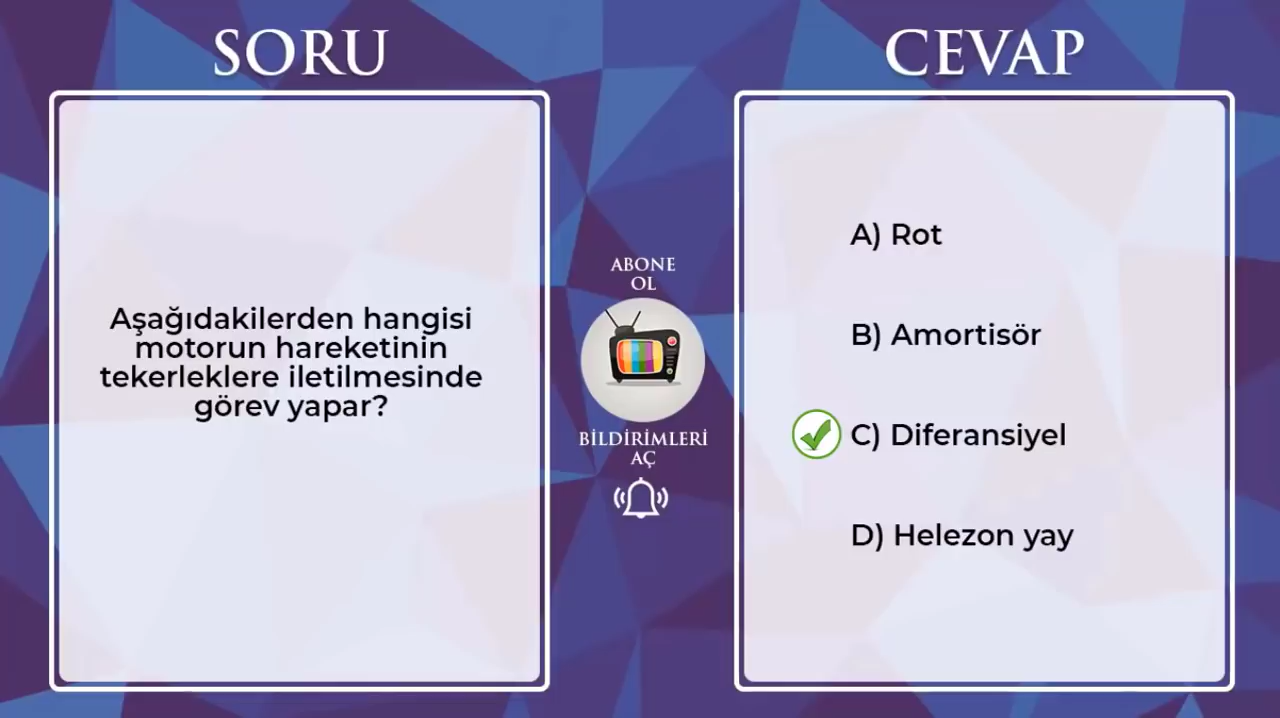 SORU
Aşağıdakilerden hangisi
motorun hareketinin
tekerleklere iletilmesinde
görev yapar?
ABONE
OL
BİLDİRİMLERİ
AÇ
CEVAP
A) Rot
B) Amortisör
C) Diferansiyel
D) Helezon yay